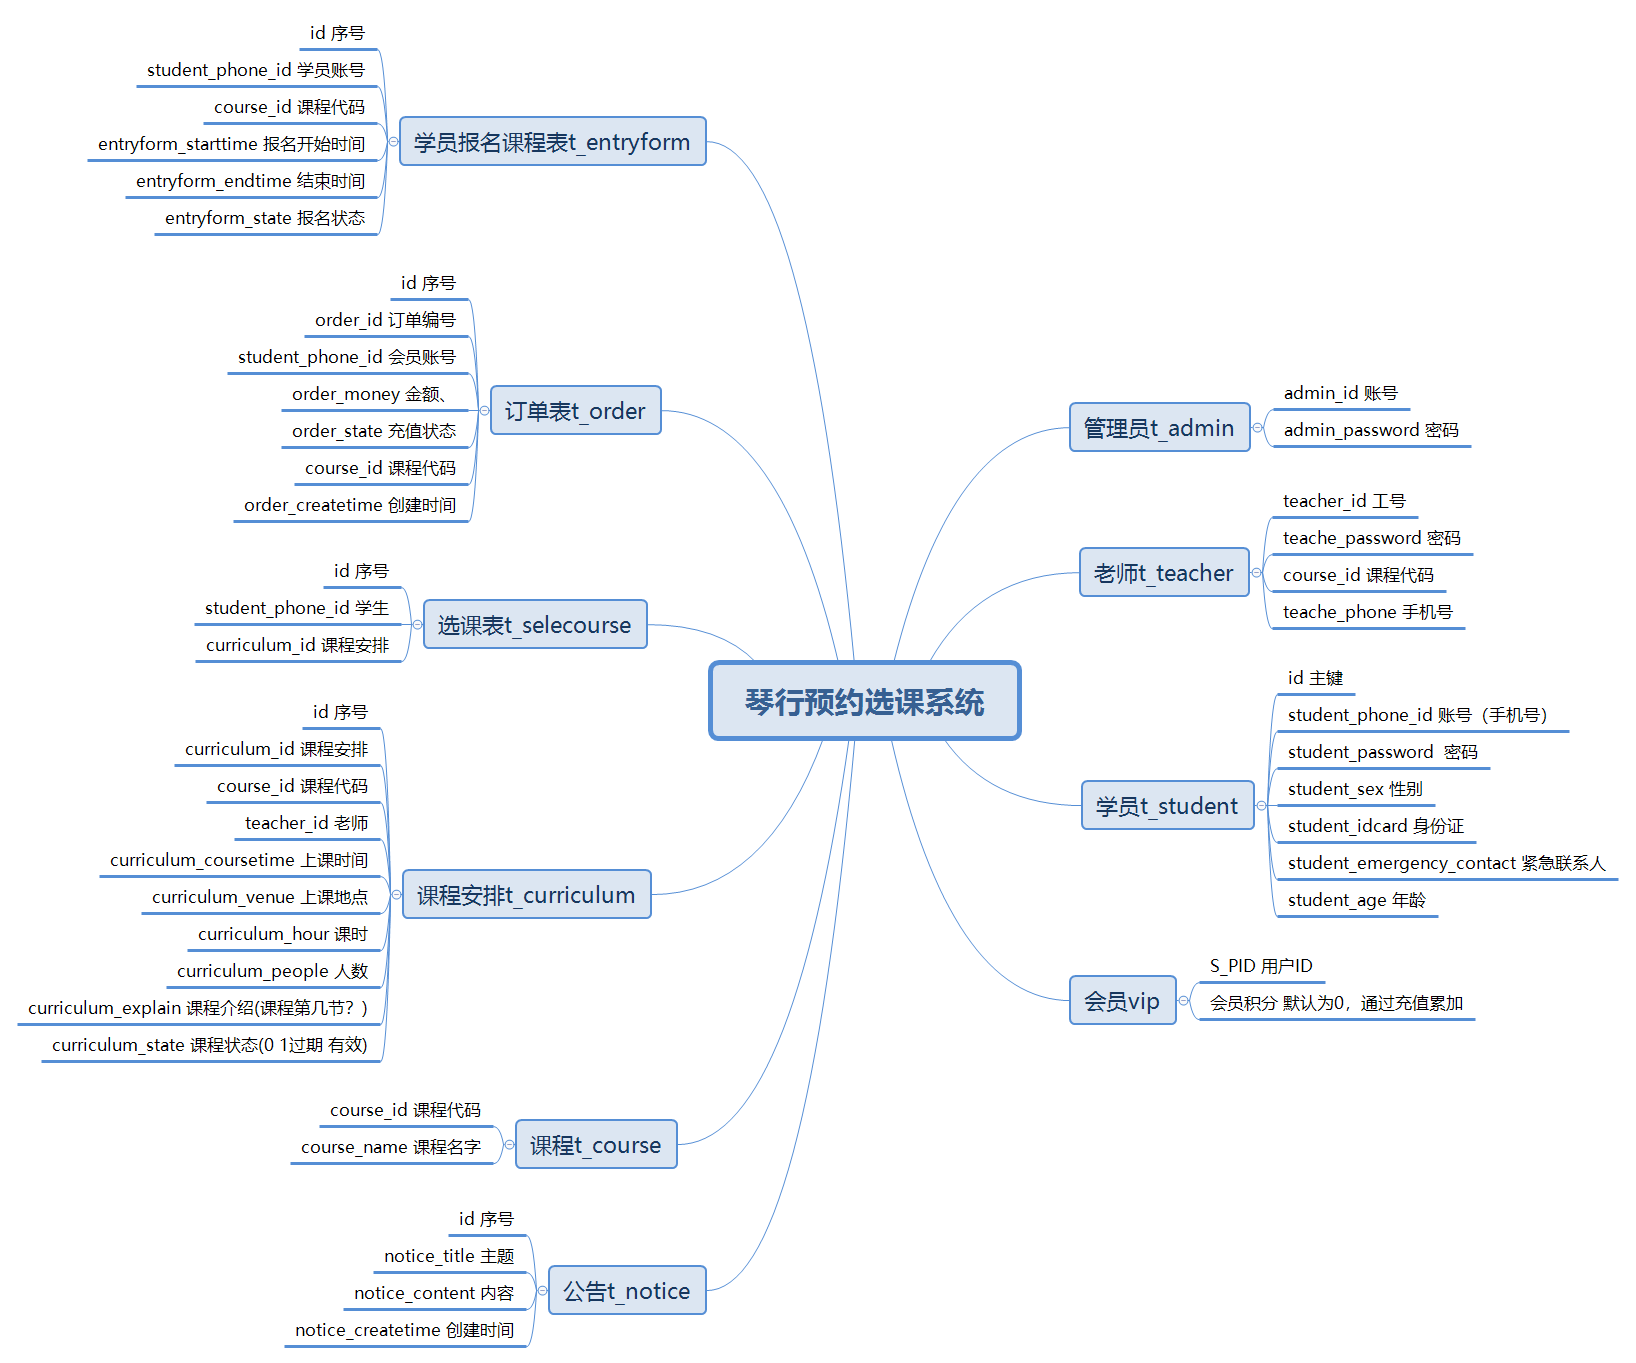 琴行预约选课系统
学员报名课程表t_entryform
id 序号
student_phone_id 学员账号
course_id 课程代码
entryform_starttime 报名开始时间
entryform_endtime 结束时间
entryform_state 报名状态
订单表t_order
id 序号
order_id 订单编号
student_phone_id 会员账号
order_money 金额、
order_state 充值状态
course_id 课程代码
order_createtime 创建时间
选课表t_selecourse
id 序号
student_phone_id 学生
curriculum_id 课程安排
课程安排t_curriculum
id 序号
curriculum_id 课程安排
course_id 课程代码
teacher_id 老师
curriculum_coursetime 上课时间
curriculum_venue 上课地点
curriculum_hour 课时
curriculum_people 人数
curriculum_explain 课程介绍(课程第几节？)
curriculum_state 课程状态(0 1过期 有效)
课程t_course
course_id 课程代码
course_name 课程名字
公告t_notice
id 序号
notice_title 主题
notice_content 内容
notice_createtime 创建时间
管理员t_admin
admin_id 账号
admin_password 密码
老师t_teacher
teacher_id 工号
teache_password 密码
course_id 课程代码
teache_phone 手机号
学员t_student
id 主键
student_phone_id 账号（手机号）
student_password  密码
student_sex 性别
student_idcard 身份证
student_emergency_contact 紧急联系人
student_age 年龄
会员vip
S_PID 用户ID
会员积分 默认为0，通过充值累加